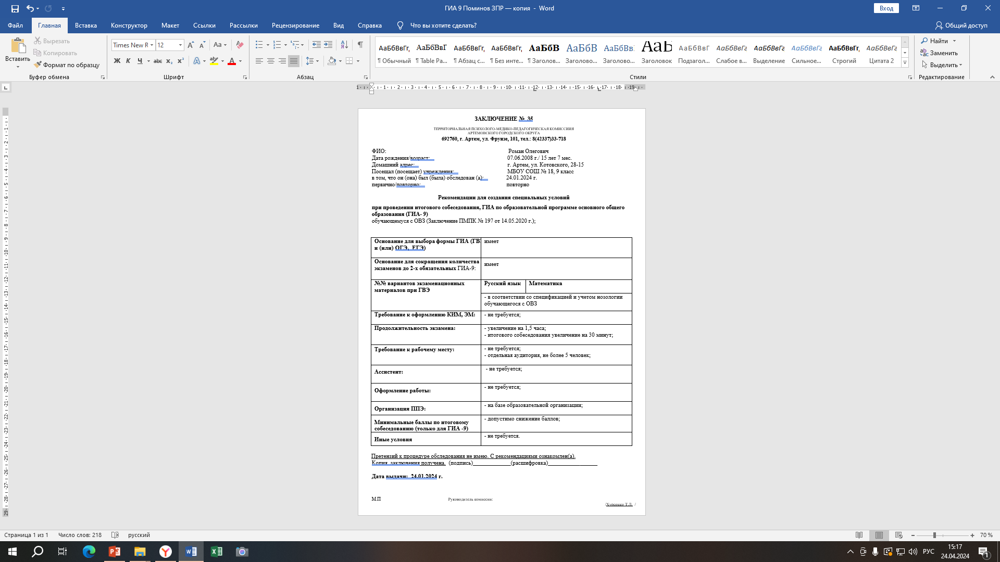 ГИА 9 Поминов ЗПР — копия - Word
Вход
Файл Главная Вставка Конструктор Макет Ссылки Рассылки Рецензирование Вид Справка Что вы хотите сделать? Общий доступ
Вставить
Вырезать
Копировать
Формат по образцу
Буфер обмена
Times New R 12
Шрифт
Абзац
АаБбВвГг, АаБбВвГг АаБбВвГг, АаБбВвГг, АаБбВ АаБбВ АаБбВв АаБ АаБбВвГ АаБбВвГг АаБбВвГг АаБбВвГг АаБбВвГг, АаБбВвГг
¶ Обычный ¶ Table Pa... ¶ Абзац с... ¶ Без инте... ¶ Заголов... Заголово... Заголово... Заголовок Подзагол... Слабое в... Выделение Сильное... Строгий Цитата 2
Стили
Найти
Заменить
Выделить
Редактирование
ЗАКЛЮЧЕНИЕ № 35
ТЕРРИТОРИАЛЬНАЯ ПСИХОЛОГО-МЕДИКО-ПЕДАГОГИЧЕСКАЯ КОМИССИИЯ
АРТЕМОВСКОГО ГОРОДСКОГО ОКРУГА
692760, г. Артем, ул. Фрунзе, 101, тел.: 8(42337)33-718
ФИО: Роман Олегович
Дата рождения/возраст: 07.06.2008 г./ 15 лет 7 мес.
Домашний адрес: г. Артем, ул. Котовского, 28-15
Посещал (посещает) учреждения: МБОУ СОШ № 18, 9 класс
в том, что он (она) был (была) обследован (а): 24.01.2024 г.
первично/повторно: повторно
Рекомендации для создания специальных условий
при проведении итогового собеседования, ГИА по образовательной программе основного общего
образования (ГИА- 9)
обучающемуся с ОВЗ (Заключение ПМПК № 197 от 14.05.2020 г.);
Основание для выбора формы ГИА (ГВ
и (или) ОГЭ, ЕГЭ)
имеет
Основание для сокращения количества
экзаменов до 2-х обязательных ГИА-9:
имеет
№№ вариантов экзаменационных
материалов при ГВЭ
Русский язык Математика
- в соответствии со спецификацией и учетом нозологии
обучающегося с ОВЗ
Требование к оформлению КИМ, ЭМ: - не требуется;
Продолжительность экзамена: - увеличение на 1,5 часа;
- итогового собеседования увеличение на 30 минут;
Требование к рабочему месту: - не требуется;
- отдельная аудитория, не более 5 человек;
Ассистент: - не требуется;
Оформление работы: - не требуется;
Организация ППЭ: - на базе образовательной организации;
Минимальные баллы по итоговому
собеседованию (только для ГИА -9)
- допустимо снижение баллов;
Иные условия - не требуется.
Претензий к процедуре обследования не имею. С рекомендациями ознакомлен(а).
Копия заключения получена. (подпись)______________(расшифровка)__________________
Дата выдачи: 24.01.2024 г.
М.П Руководитель комиссии:
/Хурсенко Т.Л. /
Страница 1 из 1 Число слов: 218 русский 70 %
РУС
15:17
24.04.2024